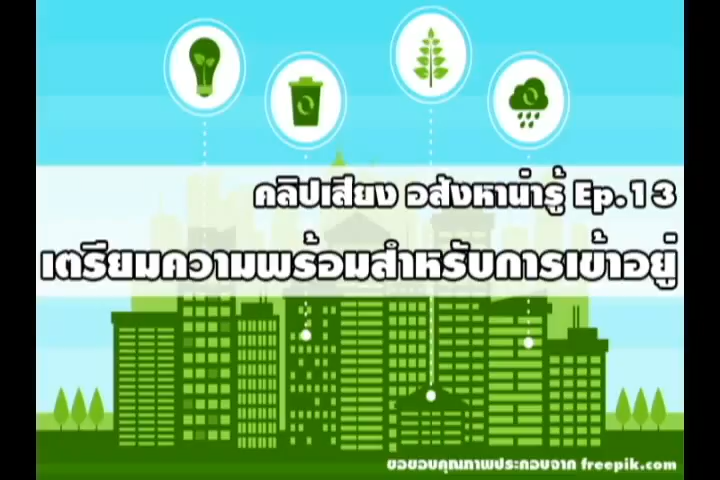 คลิปเสียง อสังหาน่ารู้ Ep.13
เตรียมความพร้อมสำหรับการเข้าอยู่
ขอขอบคุณภาพประกอบจาก freepik.com